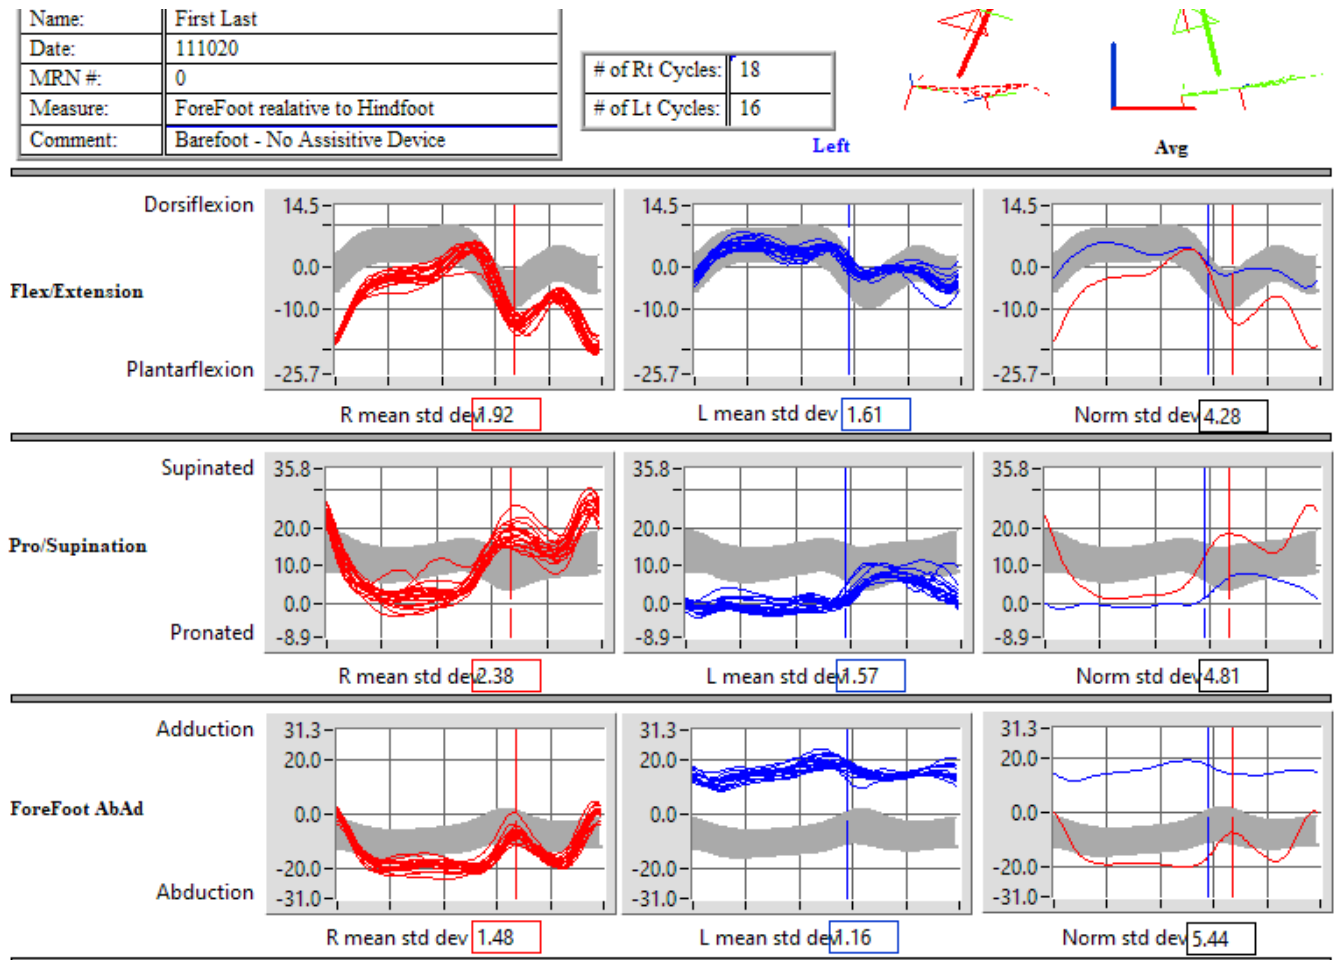 Name: First Last
Date: 111020
MRN #: 0
Measure: ForeFoot realative to Hindfoot
Comment: Barefoot - No Assisitive Device
# of Rt Cycles: 18
# of Lt Cycles: 16
Left
Avg
Flex/Extension
Dorsiflexion
Plantarflexion
14.5
0.0
-10.0
-25.7
R mean std dev 1.92
14.5
0.0
-10.0
-25.7
L mean std dev 1.61
14.5
0.0
-10.0
-25.7
Norm std dev 4.28
Pro/Supination
Supinated
Pronated
35.8
20.0
10.0
0.0
-8.9
R mean std dev 2.38
35.8
20.0
10.0
0.0
-8.9
L mean std dev 1.57
35.8
20.0
10.0
0.0
-8.9
Norm std dev 4.81
ForeFoot AbAd
Adduction
Abduction
31.3
20.0
0.0
-20.0
-31.0
R mean std dev 1.48
31.3
20.0
0.0
-20.0
-31.0
L mean std dev 1.16
31.3
20.0
0.0
-20.0
-31.0
Norm std dev 5.44